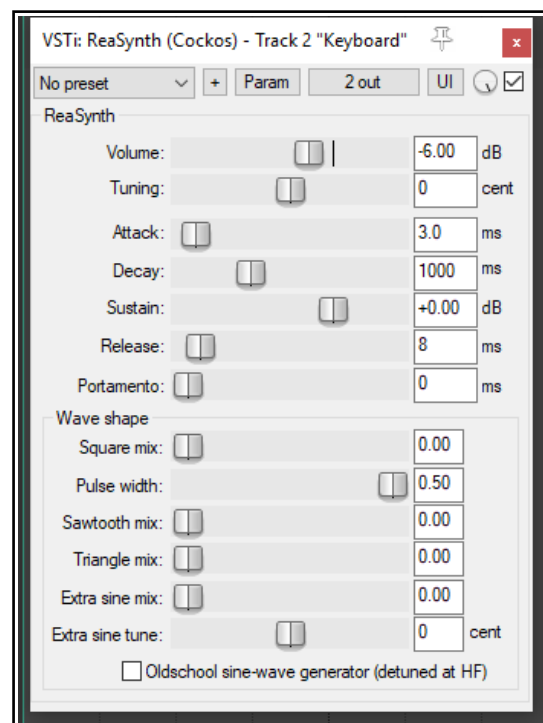 VSTi: ReaSynth (Cockos) - Track 2 "Keyboard" x
No preset + Param 2 out UI
ReaSynth
Volume: -6.00 dB
Tuning: 0 cent
Attack: 3.0 ms
Decay: 1000 ms
Sustain: +0.00 dB
Release: 8 ms
Portamento: 0 ms
Wave shape
Square mix: 0.00
Pulse width: 0.50
Sawtooth mix: 0.00
Triangle mix: 0.00
Extra sine mix: 0.00
Extra sine tune: 0 cent
Oldschool sine-wave generator (detuned at HF)